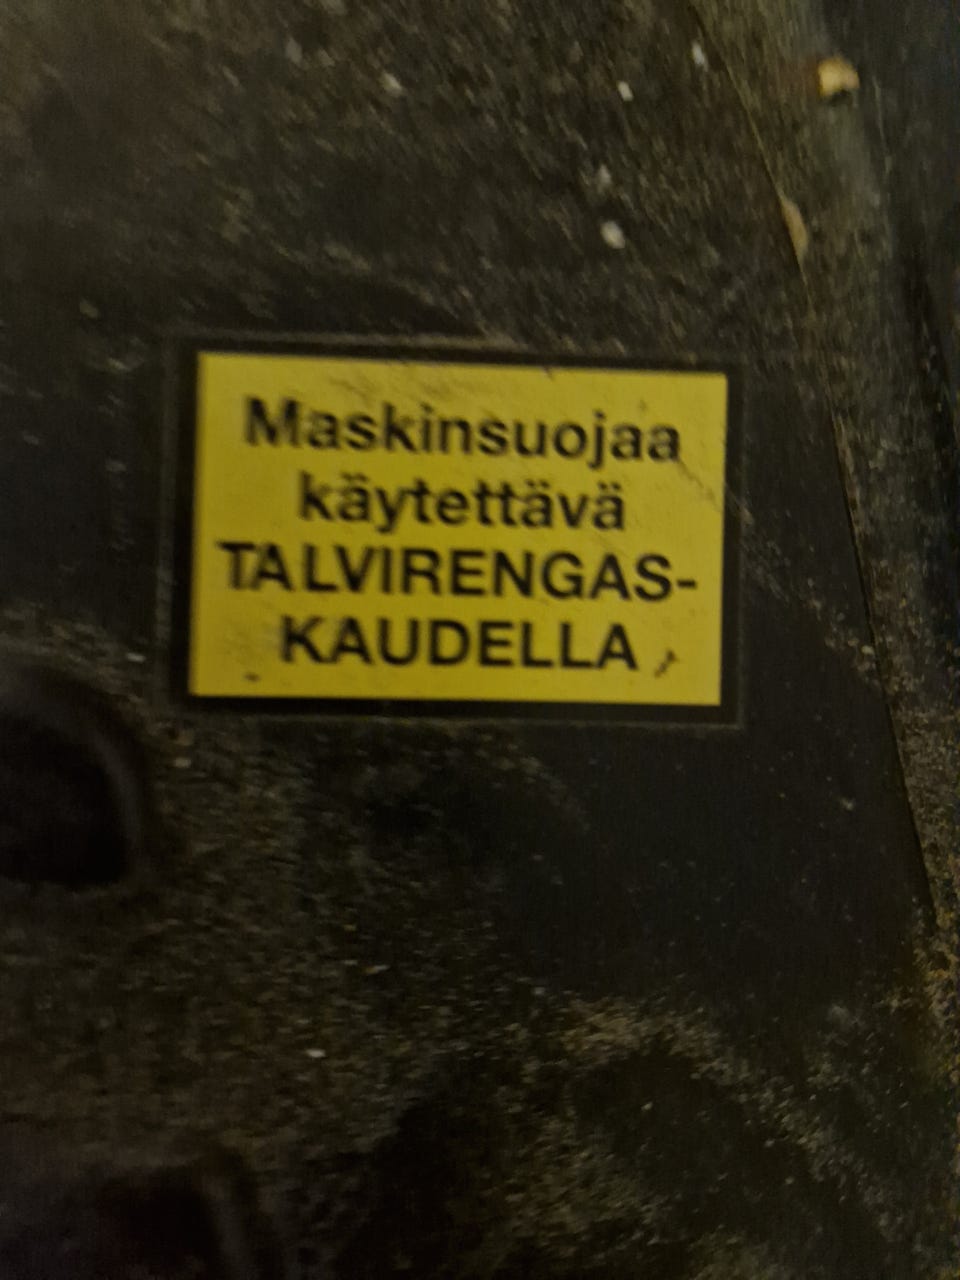 Maskinsuojaa
käytettävä
TALVIRENGAS-
KAUDELLA